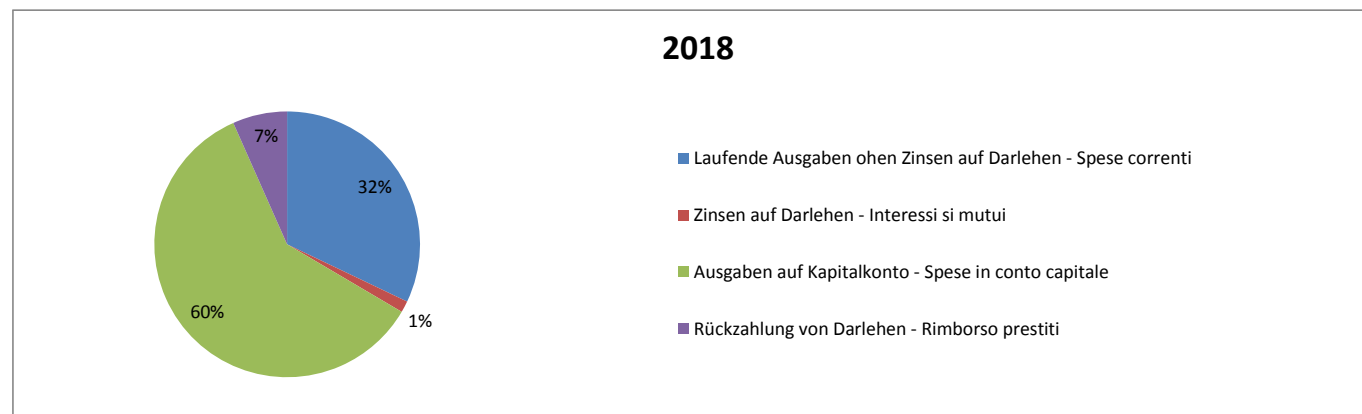 2018
7%
32%
60%
1%
Laufende Ausgaben ohen Zinsen auf Darlehen - Spese correnti
Zinsen auf Darlehen - Interessi si mutui
Ausgaben auf Kapitalkonto - Spese in conto capitale
Rückzahlung von Darlehen - Rimborso prestiti